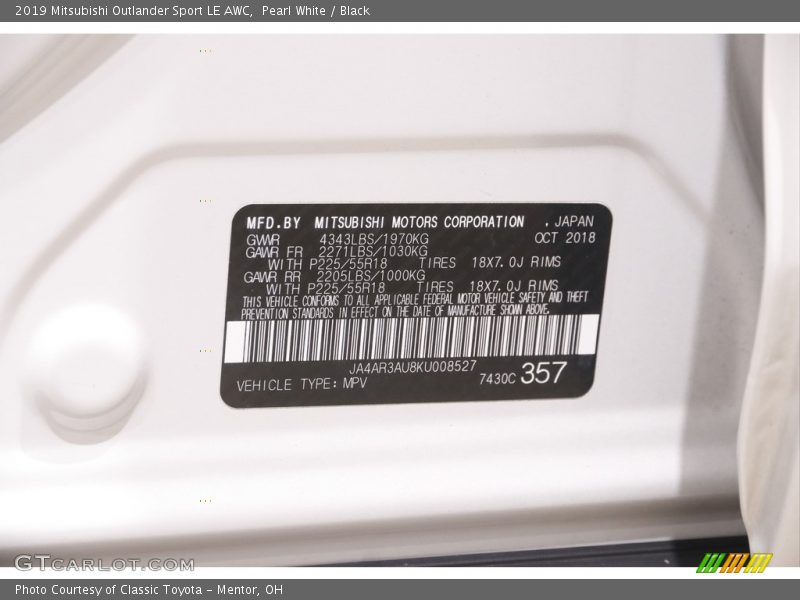 2019 Mitsubishi Outlander Sport LE AWC,  Pearl White / Black
MFD.BY MITSUBISHI MOTORS CORPORATION , JAPAN
GVWR 4343LBS/1970KG OCT 2018
GAWR FR 2271LBS/1030KG
WITH P225/55R18 TIRES 18X7.0J RIMS
GAWR RR 2205LBS/1000KG
WITH P225/55R18 TIRES 18X7.0J RIMS
THIS VEHICLE CONFORMS TO ALL APPLICABLE FEDERAL MOTOR VEHICLE SAFETY AND THEFT
PREVENTION STANDARDS IN EFFECT ON THE DATE OF MANUFACTURE SHOWN ABOVE.
JA4AR3AU8KU008527
VEHICLE TYPE: MPV 7430C 357
GTCARLOT.COM
Photo Courtesy of Classic Toyota - Mentor, OH